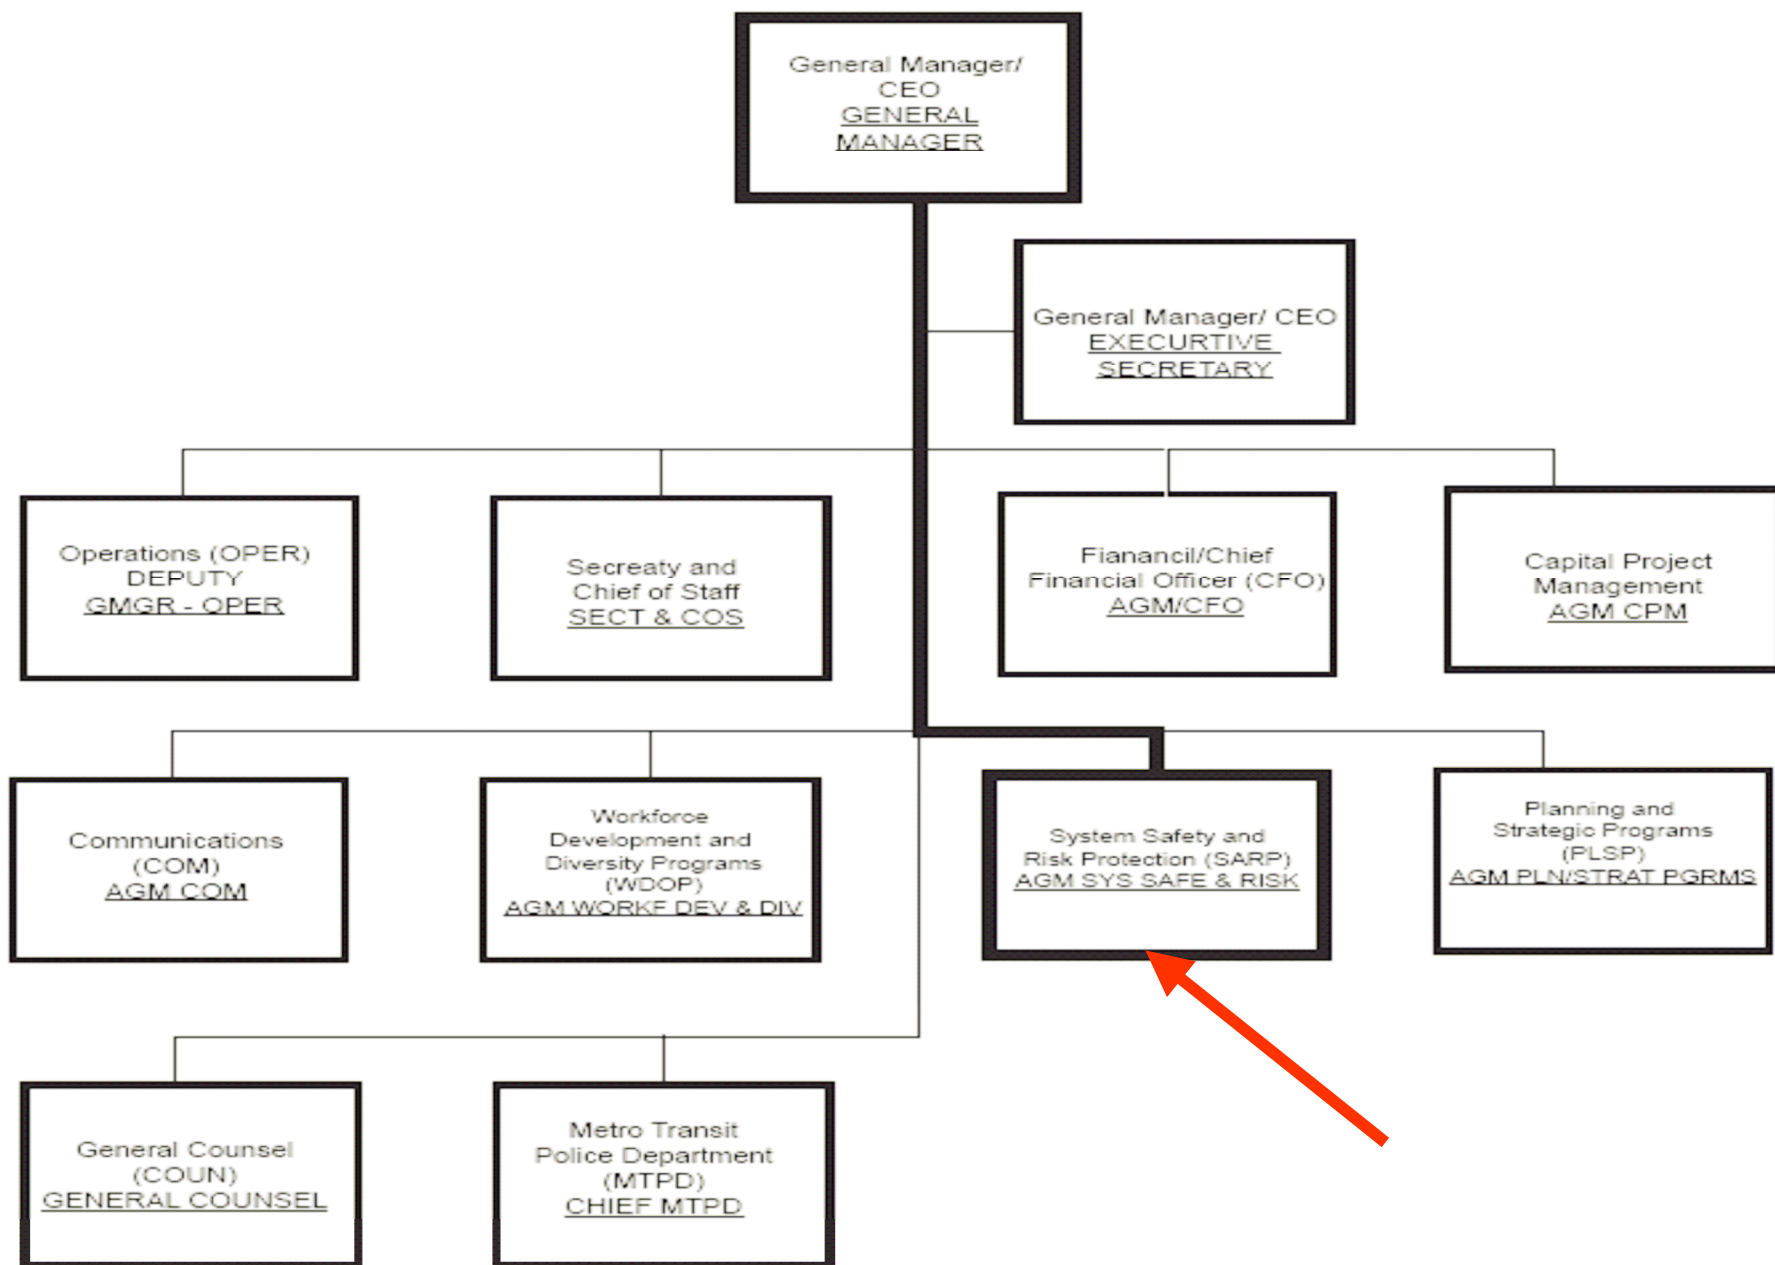 General Manager/
CEO
GENERAL
MANAGER
General Manager/ CEO
EXECURTIVE
SECRETARY
Operations (OPER)
DEPUTY
GMGR - OPER
Secreaty and
Chief of Staff
SECT & COS
Fianancil/Chief
Financial Officer (CFO)
AGM/CFO
Capital Project
Management
AGM CPM
Communications
(COM)
AGM COM
Workforce
Development and
Diversity Programs
(WDOP)
AGM WORKF DEV & DIV
System Safety and
Risk Protection (SARP)
AGM SYS SAFE & RISK
Planning and
Strategic Programs
(PLSP)
AGM PLN/STRAT PGRMS
General Counsel
(COUN)
GENERAL COUNSEL
Metro Transit
Police Department
(MTPD)
CHIEF MTPD